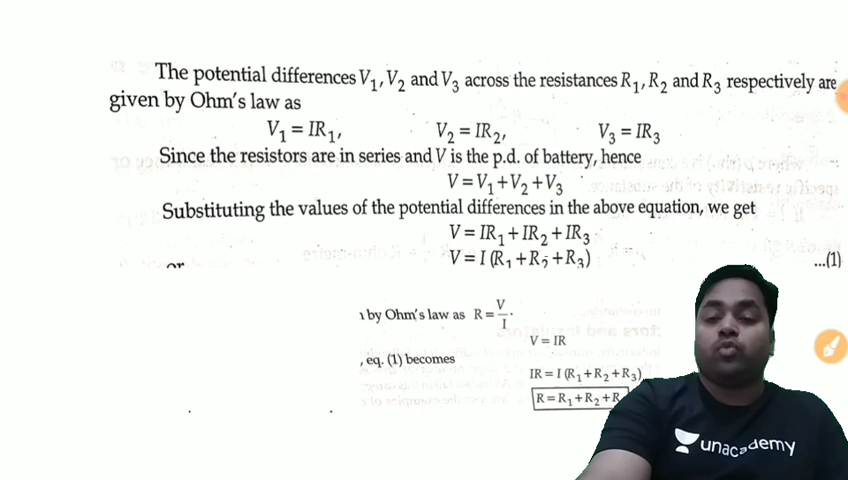 The potential differences V₁, V₂ and V₃ across the resistances R₁, R₂ and R₃ respectively are
given by Ohm's law as
V₁ = IR₁, V₂ = IR₂, V₃ = IR₃
Since the resistors are in series and V is the p.d. of battery, hence
V = V₁ + V₂ + V₃
Substituting the values of the potential differences in the above equation, we get
V = IR₁ + IR₂ + IR₃
or V = I (R₁ + R₂ + R₃) ...(1)
by Ohm's law as R = V/I.
V = IR
, eq. (1) becomes
IR = I (R₁ + R₂ + R₃)
R = R₁ + R₂ + R
unacademy